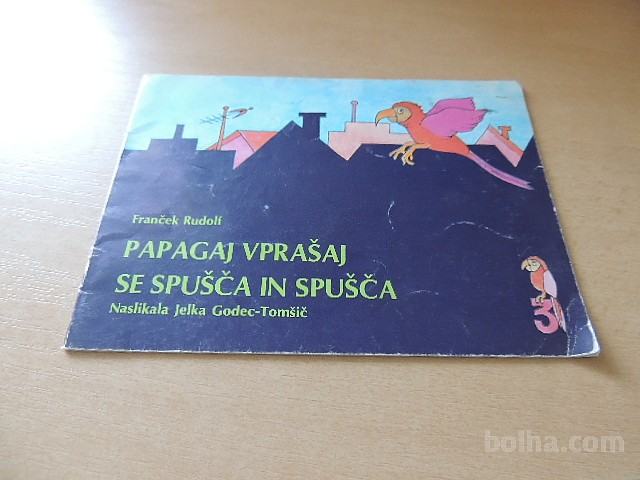 Franček Rudolf
PAPAGAJ VPRAŠAJ
SE SPUŠČA IN SPUŠČA
Naslikala Jelka Godec-Tomšič
3
bolha.com